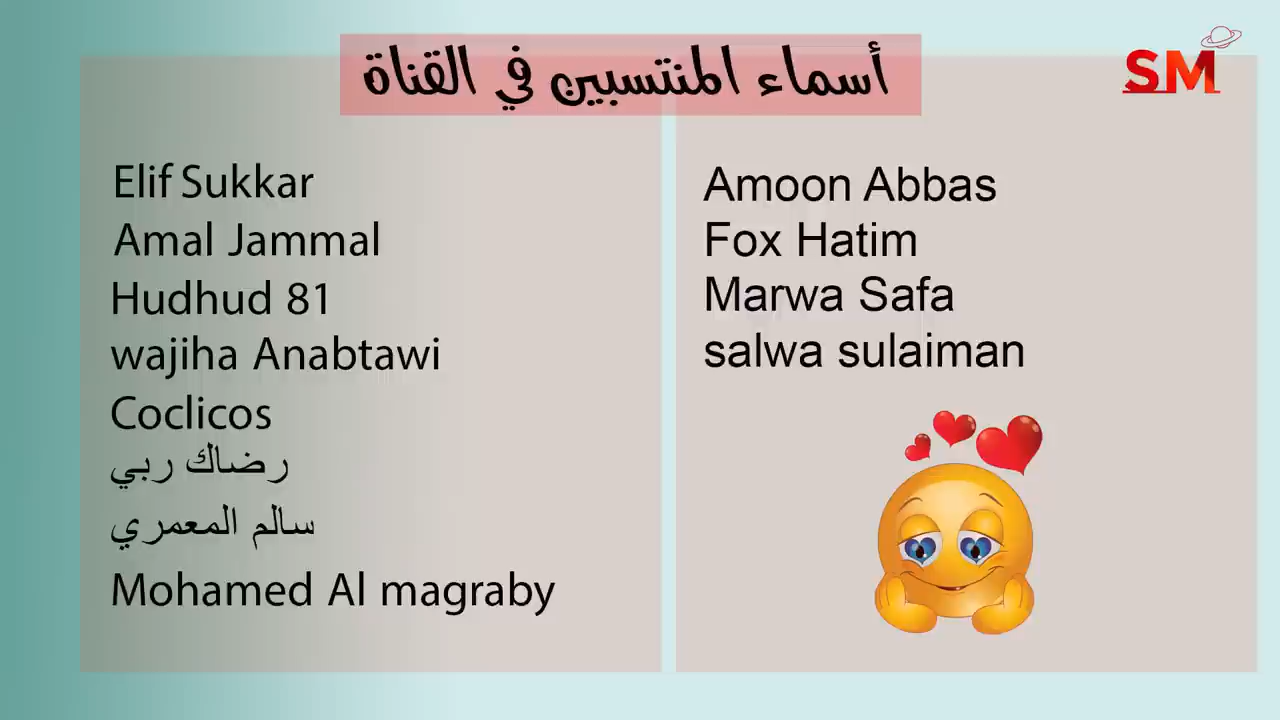 أسماء المنتسبين في القناة
SM
Elif Sukkar
Amal Jammal
Hudhud 81
wajiha Anabtawi
Coclicos
رضاك ربي
سالم المعمري
Mohamed Al magraby
Amoon Abbas
Fox Hatim
Marwa Safa
salwa sulaiman